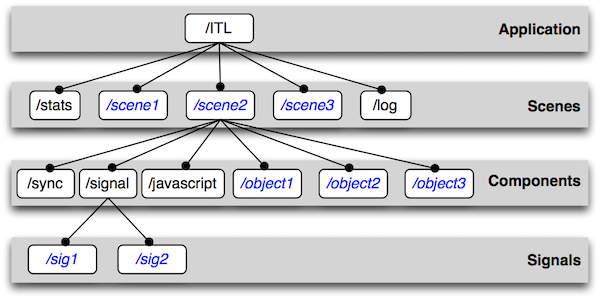 /ITL
Application
/stats /scene1 /scene2 /scene3 /log
Scenes
/sync /signal /javascript /object1 /object2 /object3
Components
/sig1 /sig2
Signals